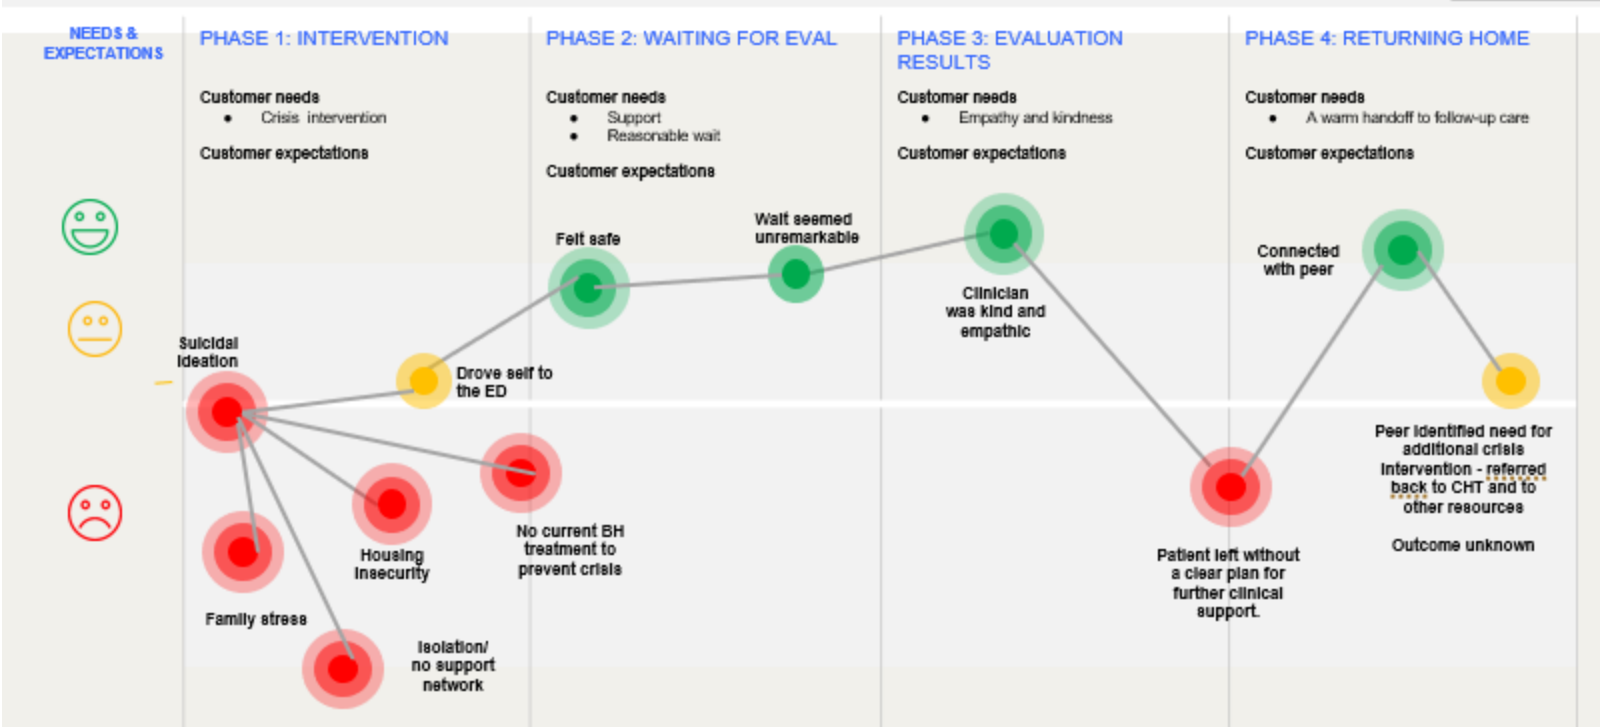 NEEDS &
EXPECTATIONS
PHASE 1: INTERVENTION
Customer needs
● Crisis intervention
Customer expectations
PHASE 2: WAITING FOR EVAL
Customer needs
● Support
● Reasonable wait
Customer expectations
PHASE 3: EVALUATION
RESULTS
Customer needs
● Empathy and kindness
Customer expectations
PHASE 4: RETURNING HOME
Customer needs
● A warm handoff to follow-up care
Customer expectations
Suicidal
ideation
Drove self to
the ED
Family stress
Housing
insecurity
Isolation/
no support
network
No current BH
treatment to
prevent crisis
Felt safe
Wait seemed
unremarkable
Clinician
was kind and
empathic
Patient left without
a clear plan for
further clinical
support.
Connected
with peer
Peer identified need for
additional crisis
intervention - referred
back to CHT and to
other resources
Outcome unknown